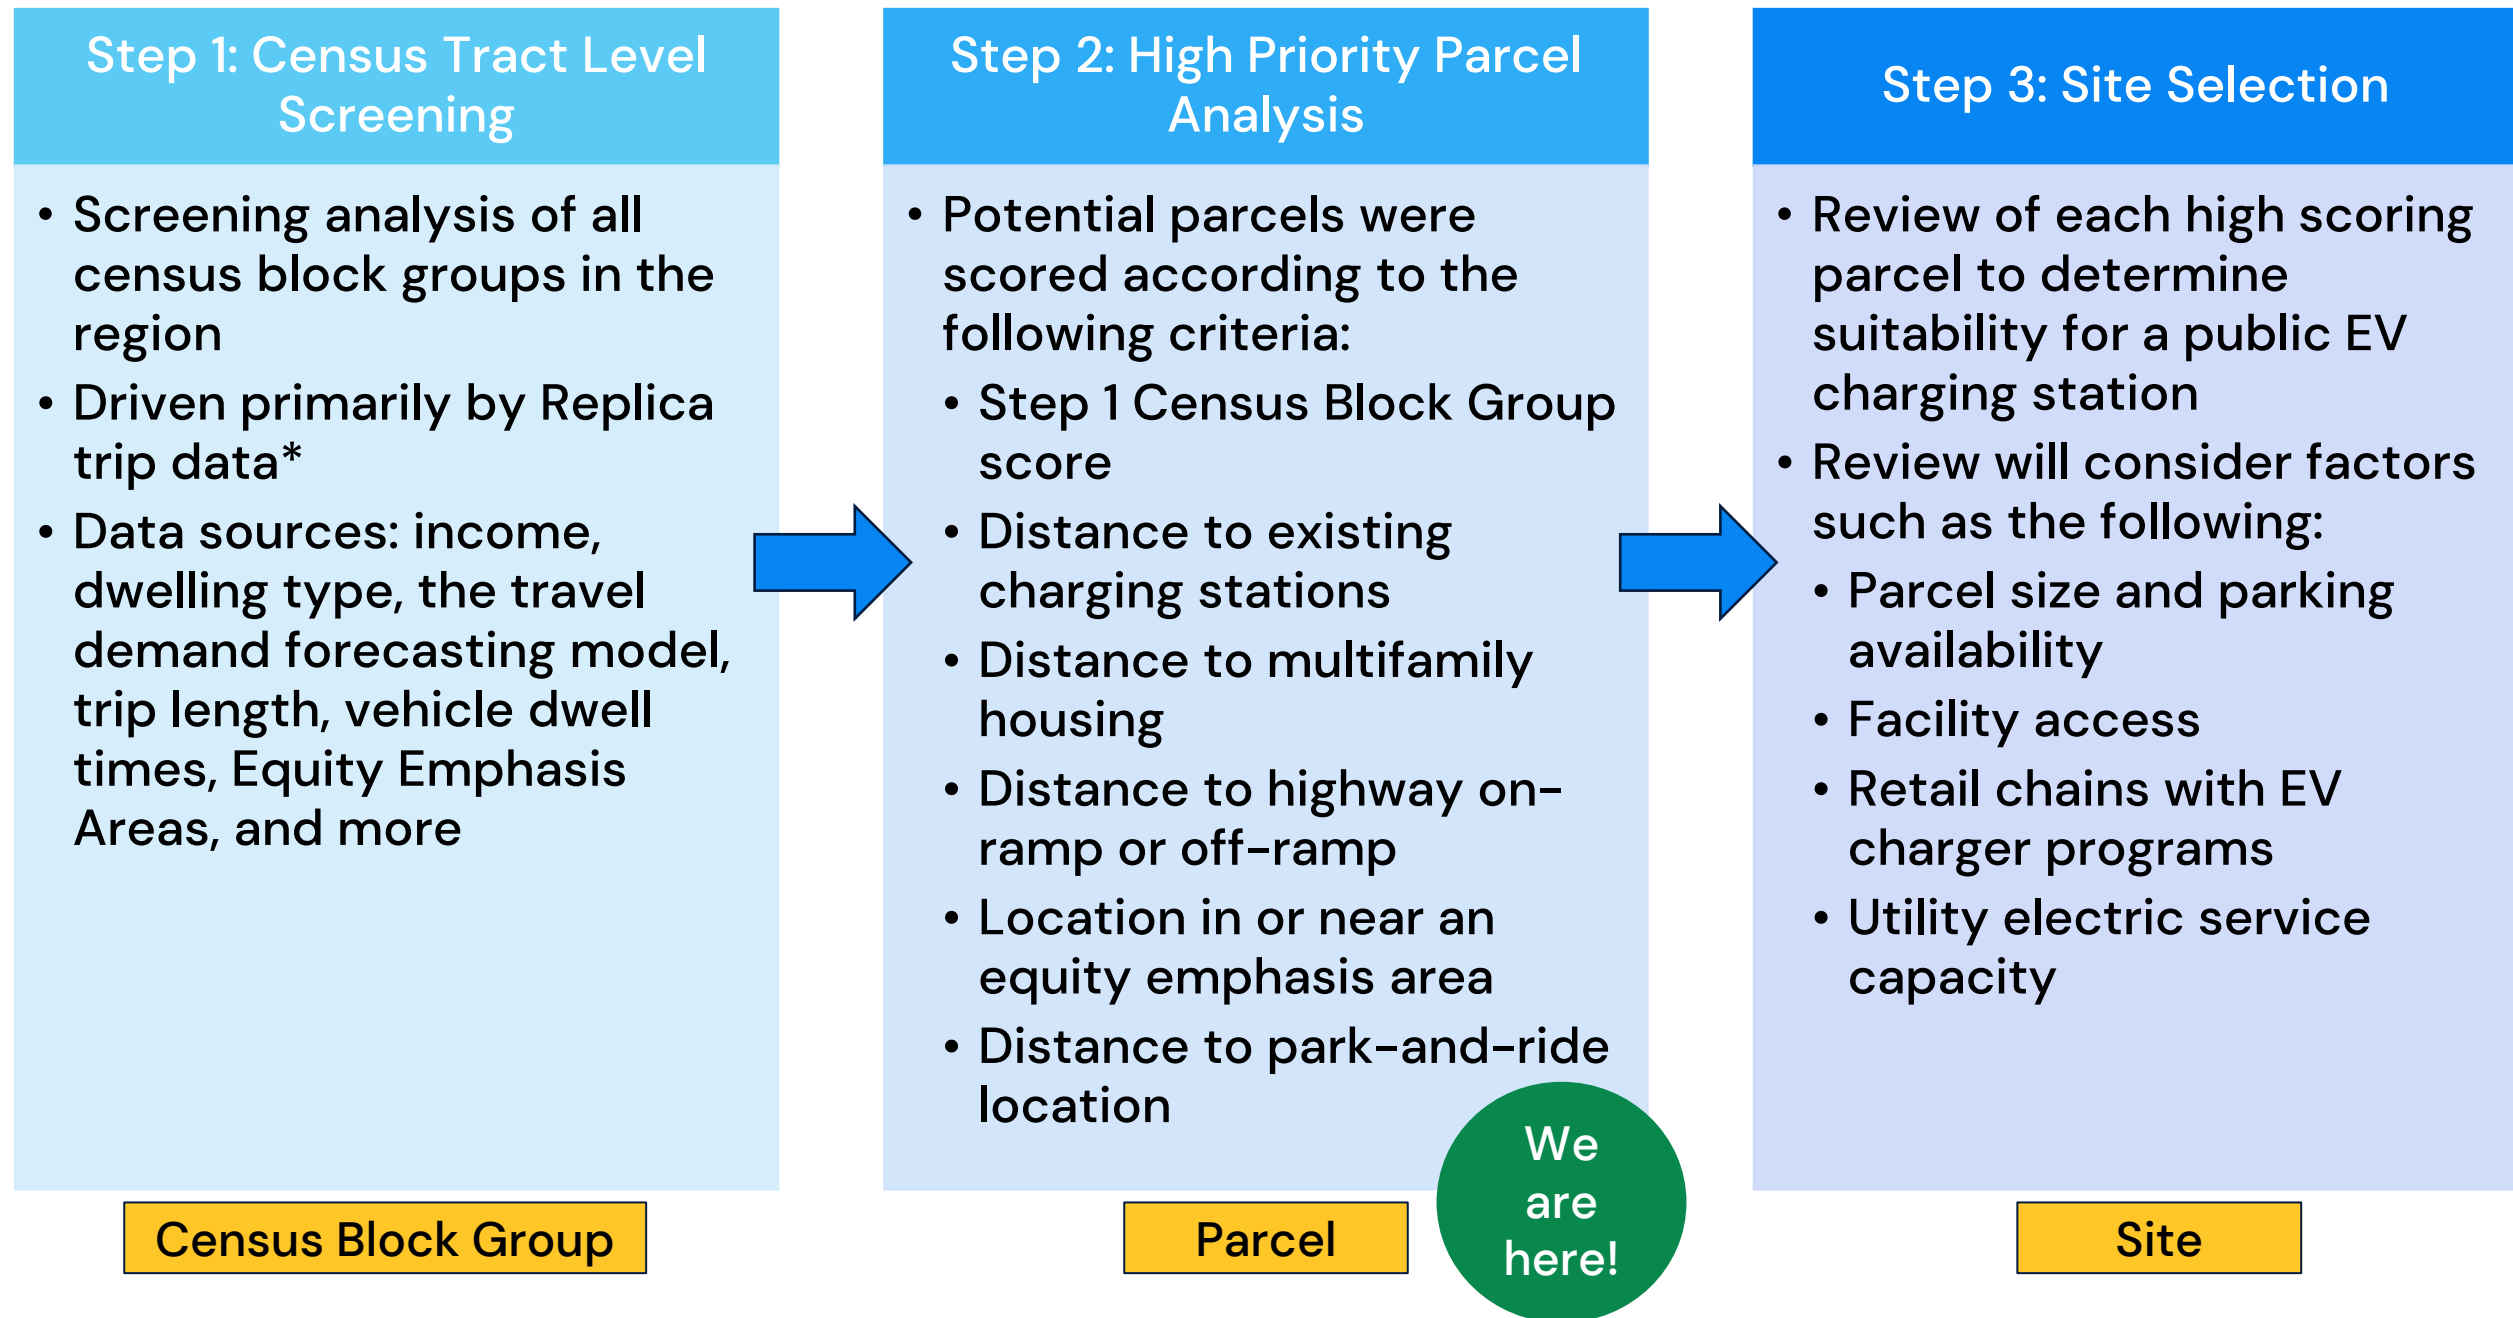 Step 1: Census Tract Level
Screening
• Screening analysis of all
census block groups in the
region
• Driven primarily by Replica
trip data*
• Data sources: income,
dwelling type, the travel
demand forecasting model,
trip length, vehicle dwell
times, Equity Emphasis
Areas, and more
Census Block Group
Step 2: High Priority Parcel
Analysis
• Potential parcels were
scored according to the
following criteria:
• Step 1 Census Block Group
score
• Distance to existing
charging stations
• Distance to multifamily
housing
• Distance to highway on-
ramp or off-ramp
• Location in or near an
equity emphasis area
• Distance to park-and-ride
location
Parcel
We
are
here!
Step 3: Site Selection
• Review of each high scoring
parcel to determine
suitability for a public EV
charging station
• Review will consider factors
such as the following:
• Parcel size and parking
availability
• Facility access
• Retail chains with EV
charger programs
• Utility electric service
capacity
Site